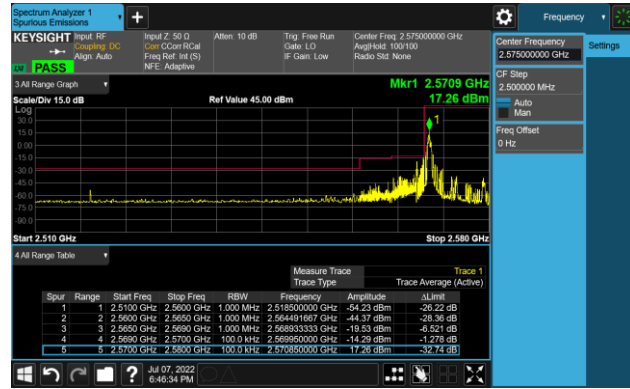 Spectrum Analyzer 1
Spurious Emissions
Frequency
KEYSIGHT
Input: RF
Coupling: DC
Align: Auto
Input Z: 50 Ω
Corr CCorr RCal
Freq Ref: Int (S)
NFE: Adaptive
Atten: 10 dB
Trig: Free Run
Gate: LO
IF Gain: Low
Center Freq: 2.575000000 GHz
Avg|Hold: 100/100
Radio Std: None
PASS
Center Frequency
2.575000000 GHz
Settings
CF Step
2.500000 MHz
Auto
Man
Freq Offset
0 Hz
3 All Range Graph
Mkr1 2.5709 GHz
Scale/Div 15.0 dB
Ref Value 45.00 dBm
17.26 dBm
Log
30.0
15.0
0.00
-15.0
-30.0
-45.0
-60.0
-75.0
-90.0
1
Start 2.510 GHz
Stop 2.580 GHz
4 All Range Table
Measure Trace Trace 1
Trace Type Trace Average (Active)
Spur Range Start Freq Stop Freq RBW Frequency Amplitude ΔLimit
1 1 2.5100 GHz 2.5600 GHz 1.000 MHz 2.518500000 GHz -54.23 dBm -26.22 dB
2 2 2.5600 GHz 2.5650 GHz 1.000 MHz 2.564491667 GHz -44.37 dBm -28.36 dB
3 3 2.5650 GHz 2.5690 GHz 1.000 MHz 2.568933333 GHz -19.53 dBm -6.521 dB
4 4 2.5690 GHz 2.5700 GHz 100.0 kHz 2.569950000 GHz -14.29 dBm -1.278 dB
5 5 2.5700 GHz 2.5800 GHz 100.0 kHz 2.570850000 GHz 17.26 dBm -32.74 dB
Jul 07, 2022
6:46:34 PM